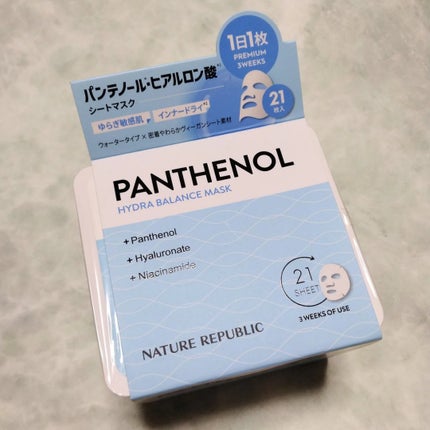 1日1枚
PREMIUM
3WEEKS
21
枚入
パンテノール*・ヒアルロン酸*¹
シートマスク
ゆらぎ敏感肌
インナードライ*²
ウォータータイプ × 密着やわらかヴィーガンシート素材
PANTHENOL
HYDRA BALANCE MASK
+ Panthenol
+ Hyaluronate
+ Niacinamide
21
SHEET
3 WEEKS OF USE
NATURE REPUBLIC